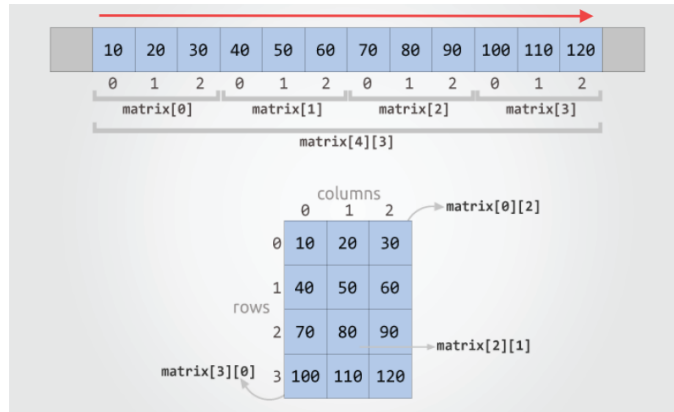 10 20 30 40 50 60 70 80 90 100 110 120
0 1 2 0 1 2 0 1 2 0 1 2
matrix[0] matrix[1] matrix[2] matrix[3]
matrix[4][3]
columns
0 1 2 matrix[0][2]
0 10 20 30
1 40 50 60
rows
2 70 80 90
matrix[2][1]
matrix[3][0] 3 100 110 120